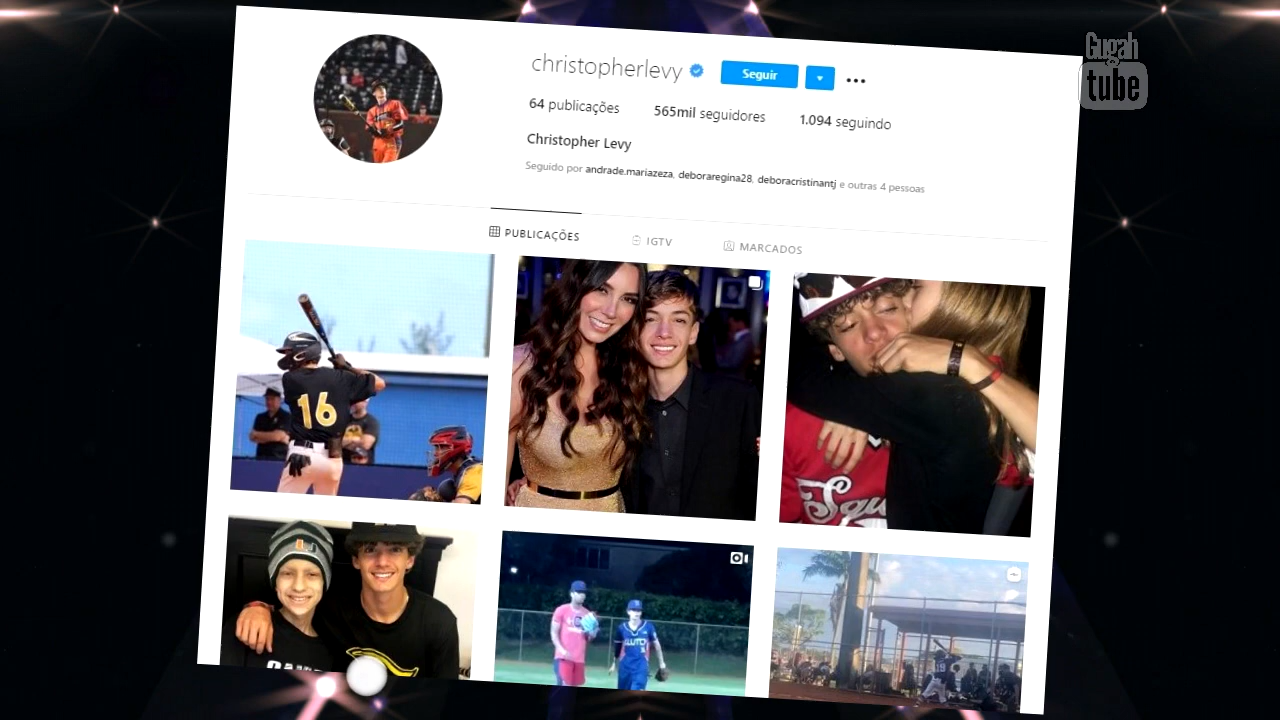 Gugah
tube
christopherlevy
Seguir
64 publicações 565mil seguidores 1.094 seguindo
Christopher Levy
Seguido por andrade.mariazeza, deboraregina28, deboracristinantj e outras 4 pessoas
PUBLICAÇÕES IGTV MARCADOS
16
U
19